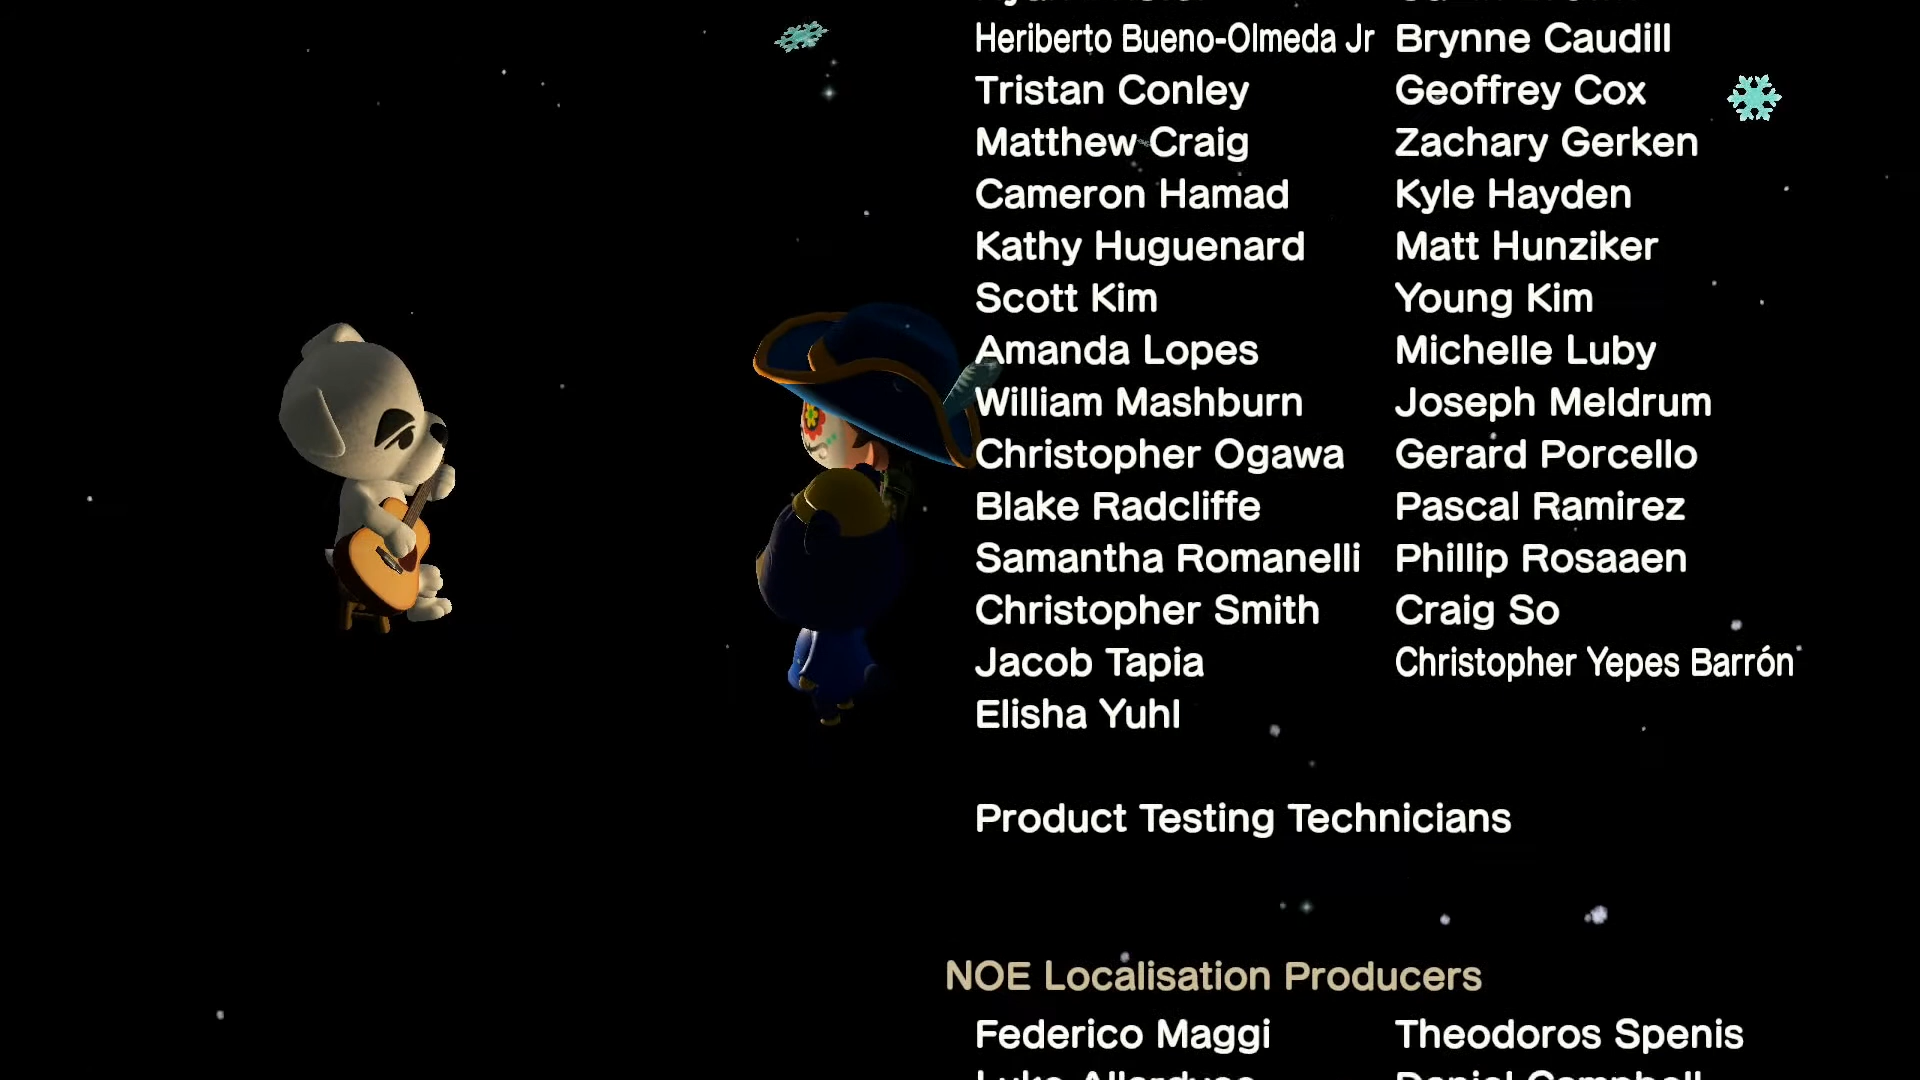 Heriberto Bueno-Olmeda Jr Brynne Caudill
Tristan Conley Geoffrey Cox
Matthew Craig Zachary Gerken
Cameron Hamad Kyle Hayden
Kathy Huguenard Matt Hunziker
Scott Kim Young Kim
Amanda Lopes Michelle Luby
William Mashburn Joseph Meldrum
Christopher Ogawa Gerard Porcello
Blake Radcliffe Pascal Ramirez
Samantha Romanelli Phillip Rosaaen
Christopher Smith Craig So
Jacob Tapia Christopher Yepes Barrón
Elisha Yuhl
Product Testing Technicians
NOE Localisation Producers
Federico Maggi Theodoros Spenis